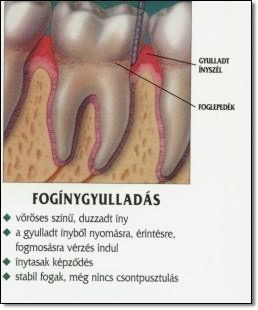 GYULLADT
ÍNYSZÉL
FOGLEPEDÉK
FOGÍNYGYULLADÁS
vöröses színű, duzzadt íny
a gyulladt ínyből nyomásra, érintésre,
fogmosásra vérzés indul
ínytasak képződés
stabil fogak, még nincs csontpusztulás